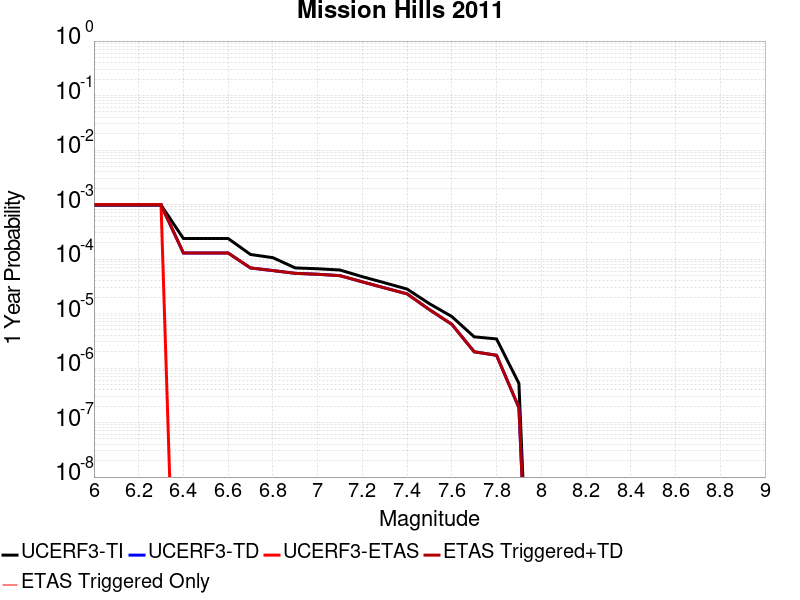 Mission Hills 2011
10^0
10^-1
10^-2
10^-3
10^-4
10^-5
10^-6
10^-7
10^-8
1 Year Probability
6 6.2 6.4 6.6 6.8 7 7.2 7.4 7.6 7.8 8 8.2 8.4 8.6 8.8 9
Magnitude
UCERF3-TI UCERF3-TD UCERF3-ETAS ETAS Triggered+TD
ETAS Triggered Only